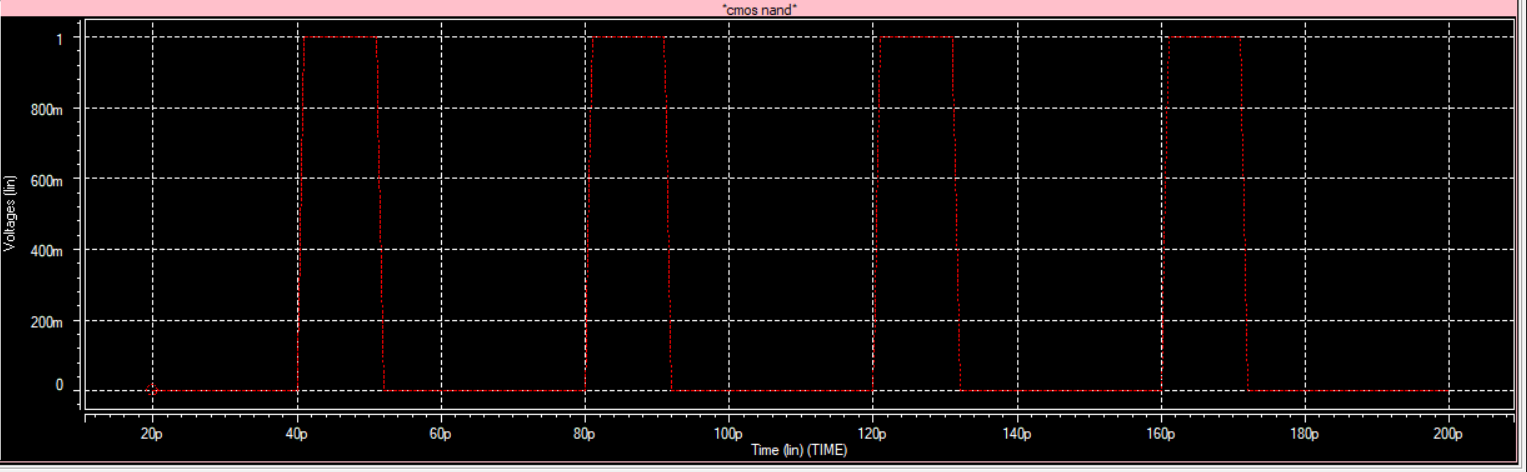 "cmos nand"
1
800m
600m
400m
200m
0
Voltages (lin)
20p 40p 60p 80p 100p 120p 140p 160p 180p 200p
Time (lin) (TIME)